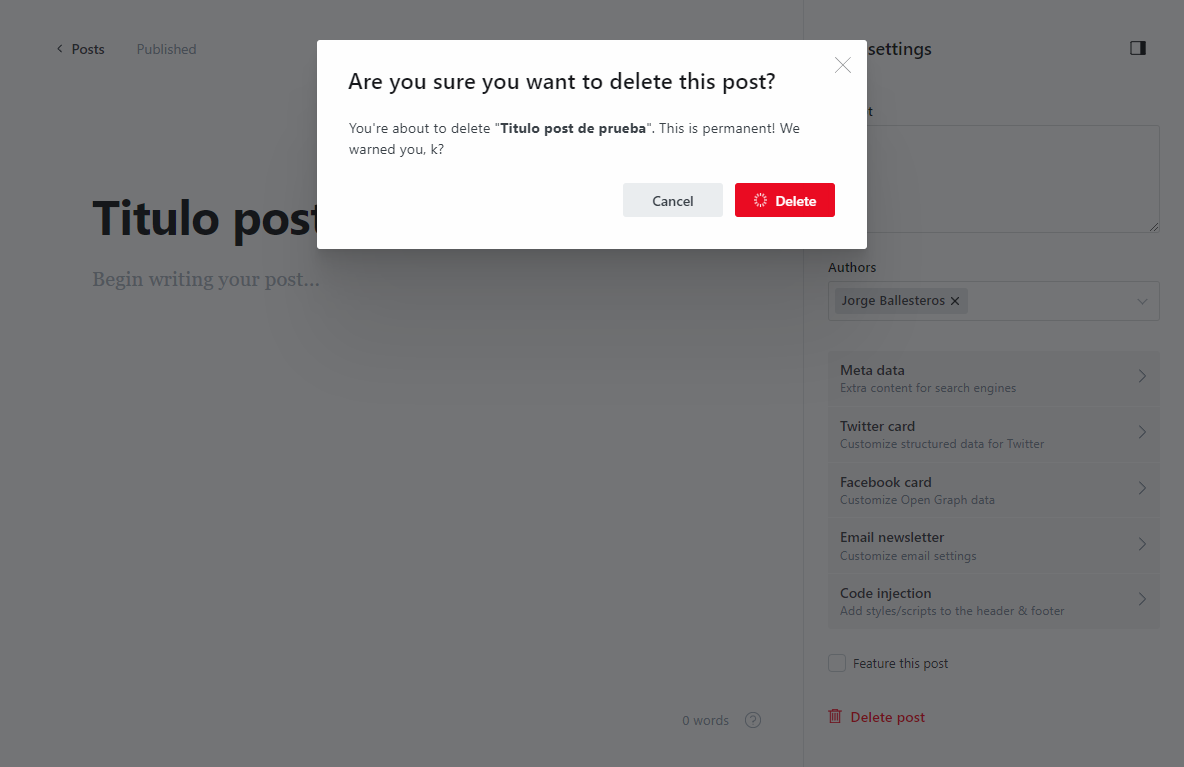 Posts
Published
settings
Are you sure you want to delete this post?
You're about to delete "Titulo post de prueba". This is permanent! We
warned you, k?
Cancel
Delete
Titulo post
Begin writing your post...
Authors
Jorge Ballesteros
Meta data
Extra content for search engines
Twitter card
Customize structured data for Twitter
Facebook card
Customize Open Graph data
Email newsletter
Customize email settings
Code injection
Add styles/scripts to the header & footer
Feature this post
0 words
?
Delete post